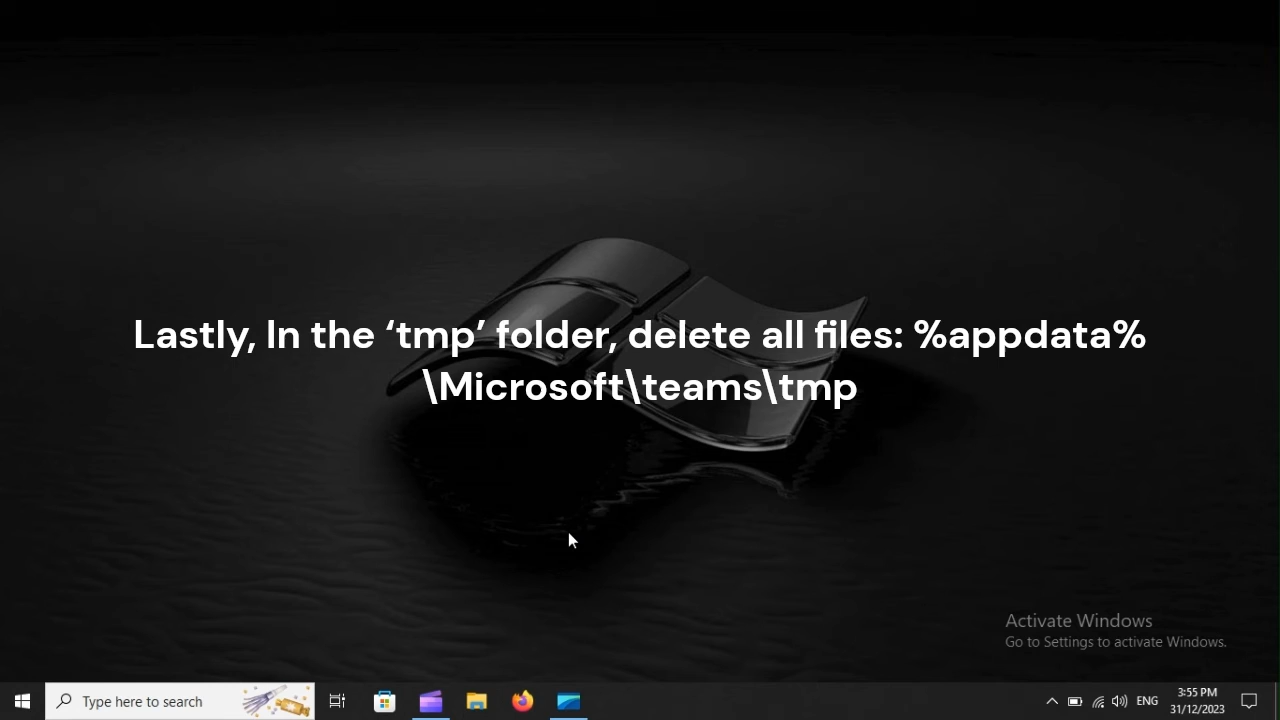 Lastly, In the ‘tmp’ folder, delete all files: %appdata%
\Microsoft\teams\tmp
Activate Windows
Go to Settings to activate Windows.
Type here to search
ENG
3:55 PM
31/12/2023